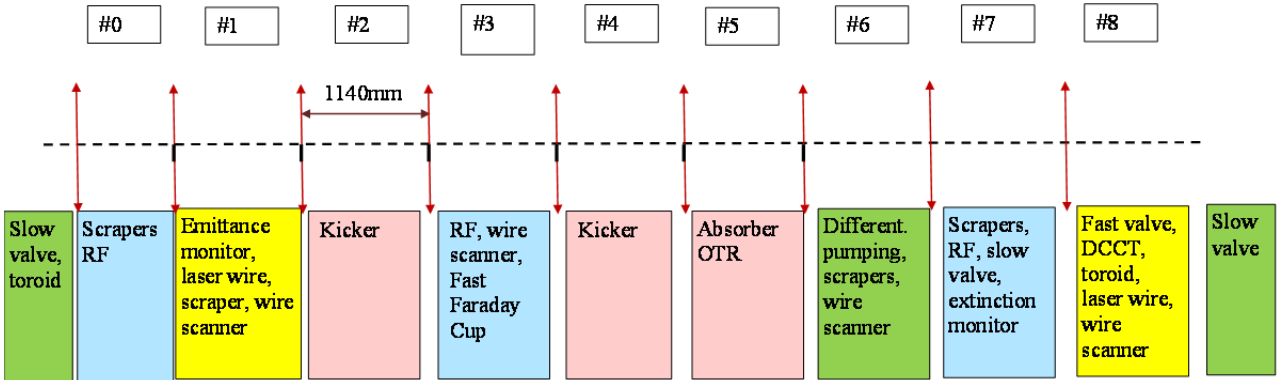 #0
#1
#2
#3
#4
#5
#6
#7
#8
1140mm
Slow
valve,
toroid
Scrapers
RF
Emittance
monitor,
laser wire,
scraper, wire
scanner
Kicker
RF, wire
scanner,
Fast
Faraday
Cup
Kicker
Absorber
OTR
Different.
pumping,
scrapers,
wire
scanner
Scrapers,
RF, slow
valve,
extinction
monitor
Fast valve,
DCCT,
toroid,
laser wire,
wire
scanner
Slow
valve